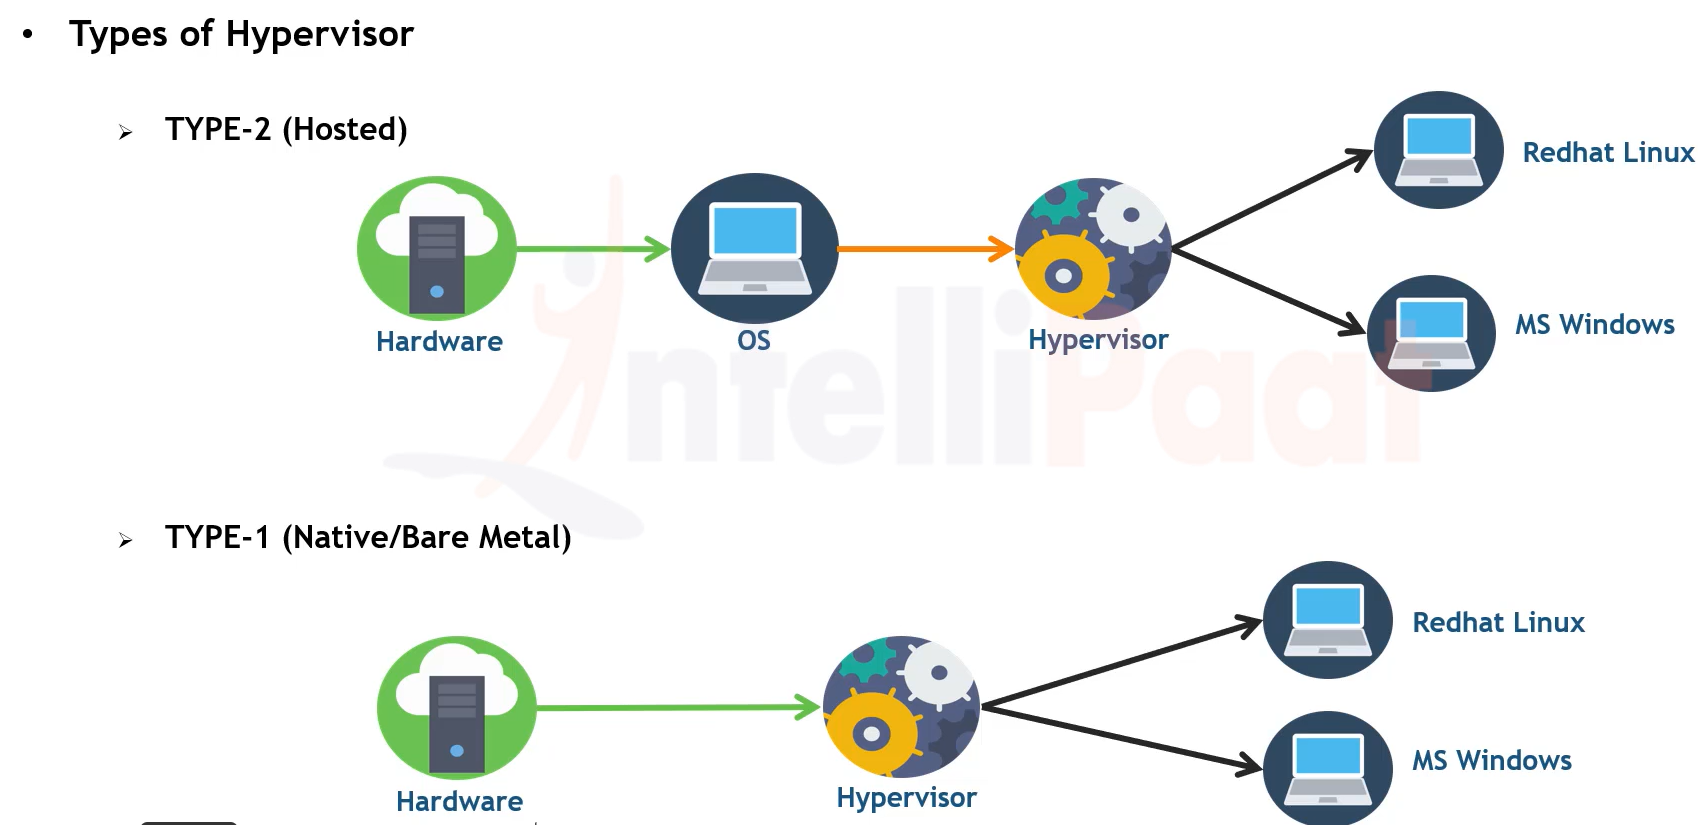 • Types of Hypervisor
➢ TYPE-2 (Hosted)
Redhat Linux
Hardware
OS
Hypervisor
MS Windows
IntelliPaat
➢ TYPE-1 (Native/Bare Metal)
Redhat Linux
Hardware
Hypervisor
MS Windows